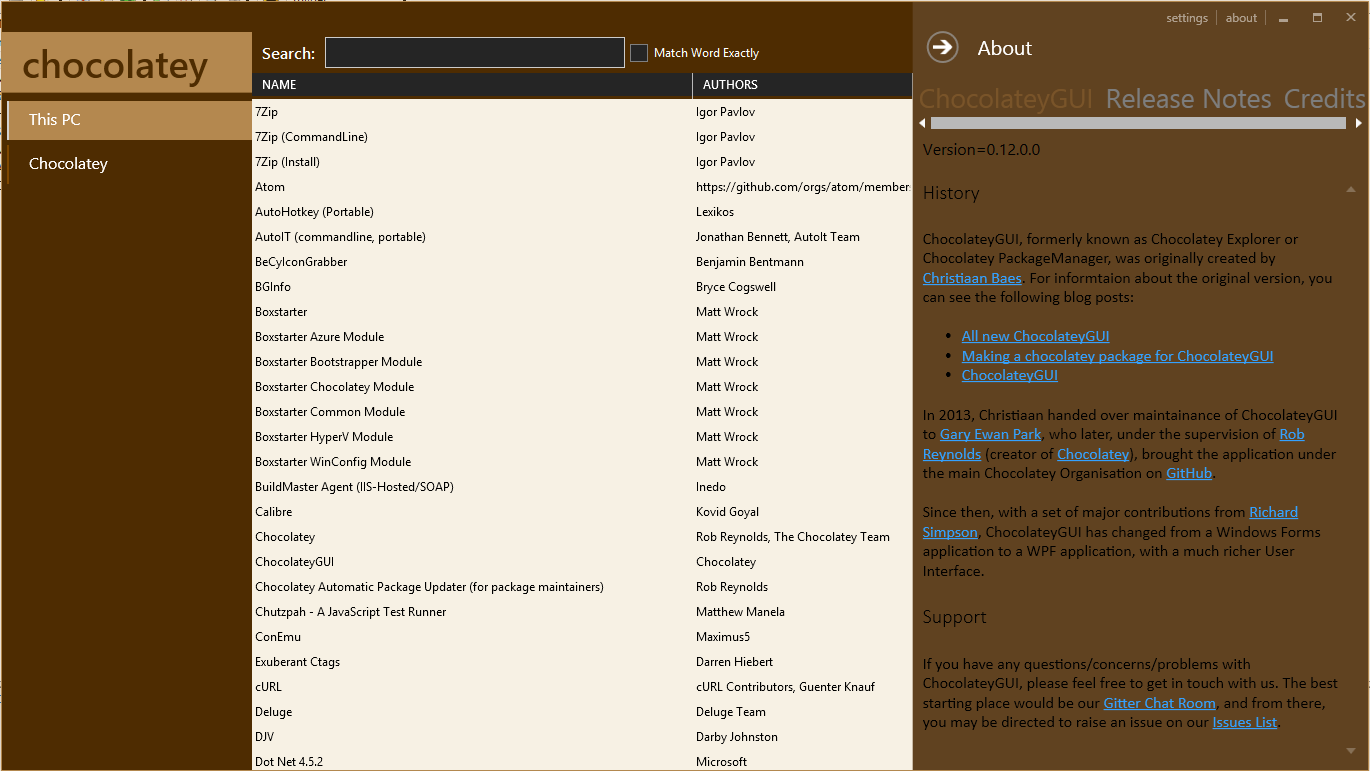 settings about
chocolatey
Search:
Match Word Exactly
About
This PC
Chocolatey
NAME AUTHORS
7Zip Igor Pavlov
7Zip (CommandLine) Igor Pavlov
7Zip (Install) Igor Pavlov
Atom https://github.com/orgs/atom/members
AutoHotkey (Portable) Lexikos
AutoIT (commandline, portable) Jonathan Bennett, AutoIt Team
BeCyIconGrabber Benjamin Bentmann
BGInfo Bryce Cogswell
Boxstarter Matt Wrock
Boxstarter Azure Module Matt Wrock
Boxstarter Bootstrapper Module Matt Wrock
Boxstarter Chocolatey Module Matt Wrock
Boxstarter Common Module Matt Wrock
Boxstarter HyperV Module Matt Wrock
Boxstarter WinConfig Module Matt Wrock
BuildMaster Agent (IIS-Hosted/SOAP) Inedo
Calibre Kovid Goyal
Chocolatey Rob Reynolds, The Chocolatey Team
ChocolateyGUI Chocolatey
Chocolatey Automatic Package Updater (for package maintainers) Rob Reynolds
Chutzpah - A JavaScript Test Runner Matthew Manela
ConEmu Maximus5
Exuberant Ctags Darren Hiebert
cURL cURL Contributors, Guenter Knauf
Deluge Deluge Team
DJV Darby Johnston
Dot Net 4.5.2 Microsoft
ChocolateyGUI Release Notes Credits
Version=0.12.0.0
History
ChocolateyGUI, formerly known as Chocolatey Explorer or
Chocolatey PackageManager, was originally created by
Christiaan Baes. For informtaion about the original version, you
can see the following blog posts:
• All new ChocolateyGUI
• Making a chocolatey package for ChocolateyGUI
• ChocolateyGUI
In 2013, Christiaan handed over maintainance of ChocolateyGUI
to Gary Ewan Park, who later, under the supervision of Rob
Reynolds (creator of Chocolatey), brought the application under
the main Chocolatey Organisation on GitHub.
Since then, with a set of major contributions from Richard
Simpson, ChocolateyGUI has changed from a Windows Forms
application to a WPF application, with a much richer User
Interface.
Support
If you have any questions/concerns/problems with
ChocolateyGUI, please feel free to get in touch with us. The best
starting place would be our Gitter Chat Room, and from there,
you may be directed to raise an issue on our Issues List.